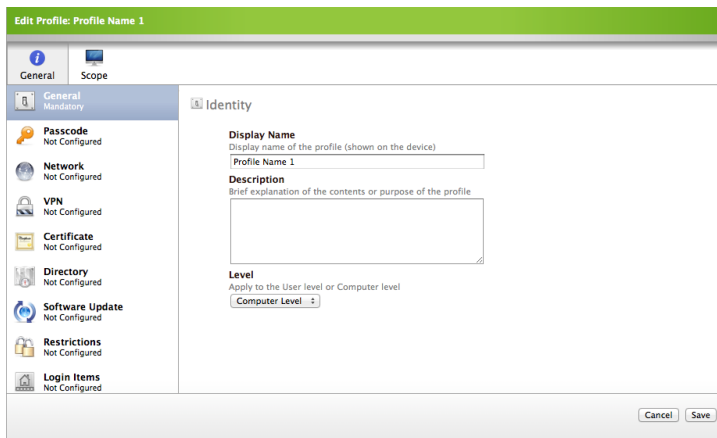 Edit Profile: Profile Name 1
General
Scope
General
Mandatory
Passcode
Not Configured
Network
Not Configured
VPN
Not Configured
Certificate
Not Configured
Directory
Not Configured
Software Update
Not Configured
Restrictions
Not Configured
Login Items
Not Configured
Identity
Display Name
Display name of the profile (shown on the device)
Profile Name 1
Description
Brief explanation of the contents or purpose of the profile
Level
Apply to the User level or Computer level
Computer Level
Cancel
Save